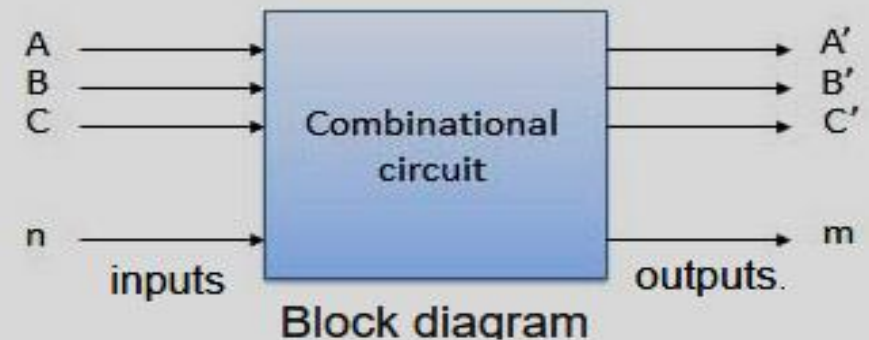 A A'
B B'
C C'
Combinational
circuit
n m
inputs outputs.
Block diagram